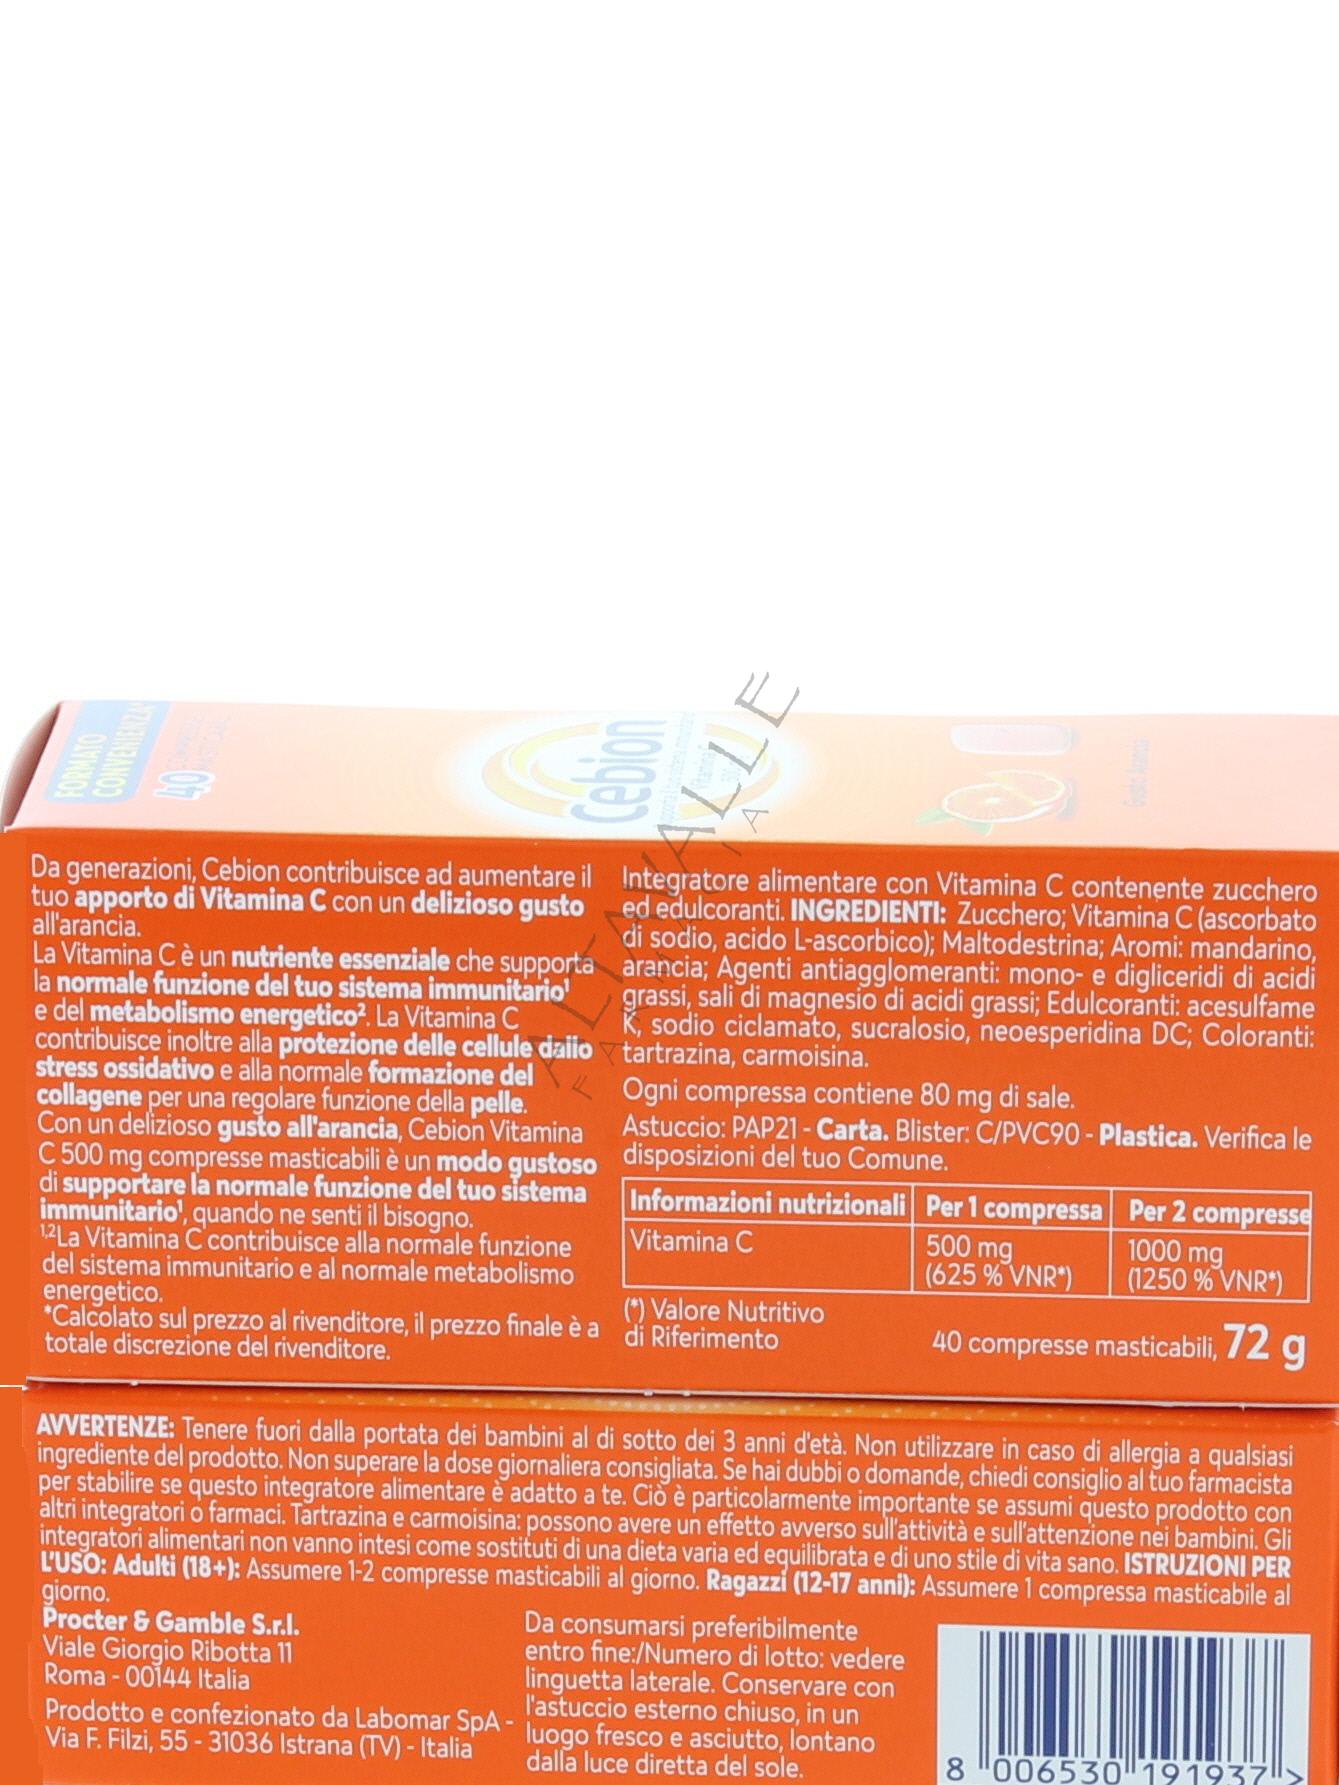 FORMATO
CONVENIENZA*
40 COMPRESSE
MASTICABILI
Cebion
Vitamina C
Gusto Arancia
ALTAVALLE
FARMACIA
Da generazioni, Cebion contribuisce ad aumentare il
tuo apporto di Vitamina C con un delizioso gusto
all'arancia.
La Vitamina C è un nutriente essenziale che supporta
la normale funzione del tuo sistema immunitario¹
e del metabolismo energetico². La Vitamina C
contribuisce inoltre alla protezione delle cellule dallo
stress ossidativo e alla normale formazione del
collagene per una regolare funzione della pelle.
Con un delizioso gusto all'arancia, Cebion Vitamina
C 500 mg compresse masticabili è un modo gustoso
di supportare la normale funzione del tuo sistema
immunitario¹, quando ne senti il bisogno.
¹,²La Vitamina C contribuisce alla normale funzione
del sistema immunitario e al normale metabolismo
energetico.
*Calcolato sul prezzo al rivenditore, il prezzo finale è a
totale discrezione del rivenditore.
Integratore alimentare con Vitamina C contenente zucchero
ed edulcoranti. INGREDIENTI: Zucchero; Vitamina C (ascorbato
di sodio, acido L-ascorbico); Maltodestrina; Aromi: mandarino,
arancia; Agenti antiagglomeranti: mono- e digliceridi di acidi
grassi, sali di magnesio di acidi grassi; Edulcoranti: acesulfame
K, sodio ciclamato, sucralosio, neoesperidina DC; Coloranti:
tartrazina, carmoisina.
Ogni compressa contiene 80 mg di sale.
Astuccio: PAP21 - Carta. Blister: C/PVC90 - Plastica. Verifica le
disposizioni del tuo Comune.
Informazioni nutrizionali Per 1 compressa Per 2 compresse
Vitamina C 500 mg 1000 mg
(625 % VNR*) (1250 % VNR*)
(*) Valore Nutritivo
di Riferimento
40 compresse masticabili, 72 g
AVVERTENZE: Tenere fuori dalla portata dei bambini al di sotto dei 3 anni d'età. Non utilizzare in caso di allergia a qualsiasi
ingrediente del prodotto. Non superare la dose giornaliera consigliata. Se hai dubbi o domande, chiedi consiglio al tuo farmacista
per stabilire se questo integratore alimentare è adatto a te. Ciò è particolarmente importante se assumi questo prodotto con
altri integratori o farmaci. Tartrazina e carmoisina: possono avere un effetto avverso sull'attività e sull'attenzione nei bambini. Gli
integratori alimentari non vanno intesi come sostituti di una dieta varia ed equilibrata e di uno stile di vita sano. ISTRUZIONI PER
L'USO: Adulti (18+): Assumere 1-2 compresse masticabili al giorno. Ragazzi (12-17 anni): Assumere 1 compressa masticabile al
giorno.
Procter & Gamble S.r.l.
Viale Giorgio Ribotta 11
Roma - 00144 Italia
Prodotto e confezionato da Labomar SpA -
Via F. Filzi, 55 - 31036 Istrana (TV) - Italia
Da consumarsi preferibilmente
entro fine:/Numero di lotto: vedere
linguetta laterale. Conservare con
l'astuccio esterno chiuso, in un
luogo fresco e asciutto, lontano
dalla luce diretta del sole.
8 006530 191937 >